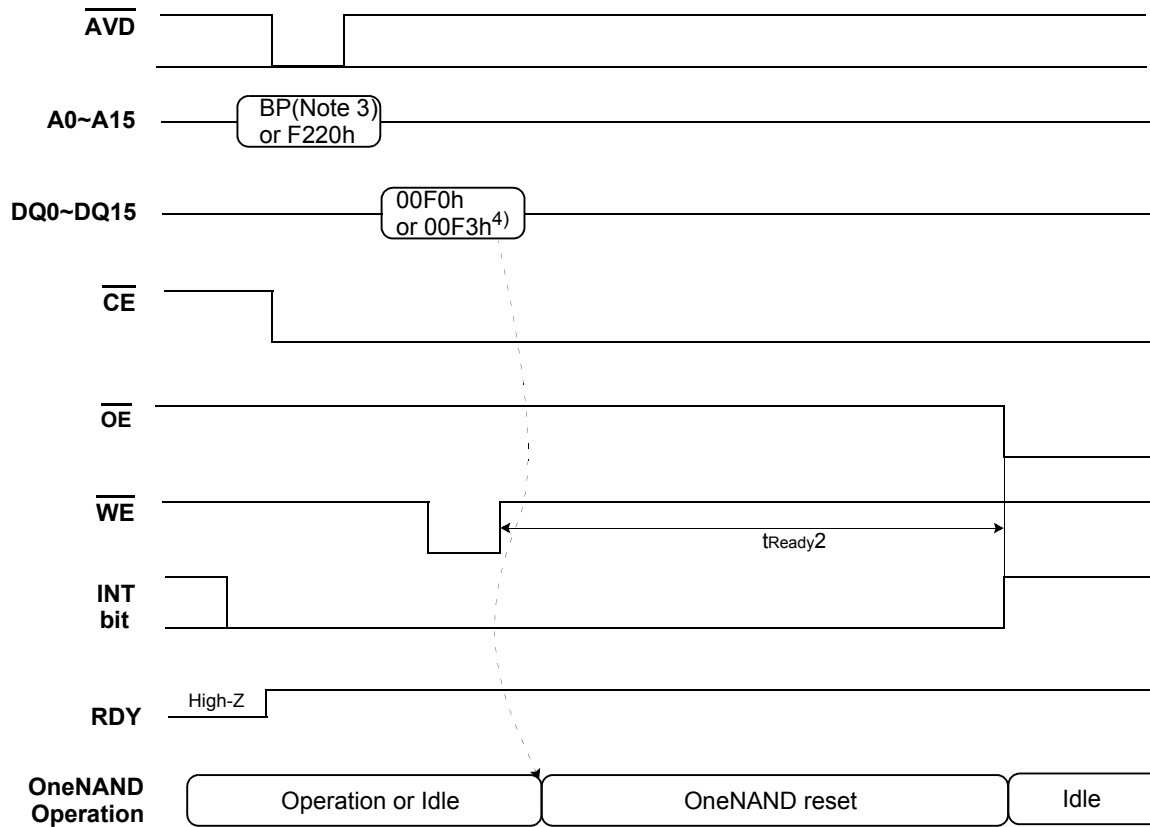 AVD
A0~A15
BP(Note 3)
or F220h
DQ0~DQ15
00F0h
or 00F3h4)
CE
OE
WE
tReady2
INT
bit
High-Z
RDY
OneNAND
Operation
Operation or Idle
OneNAND reset
Idle